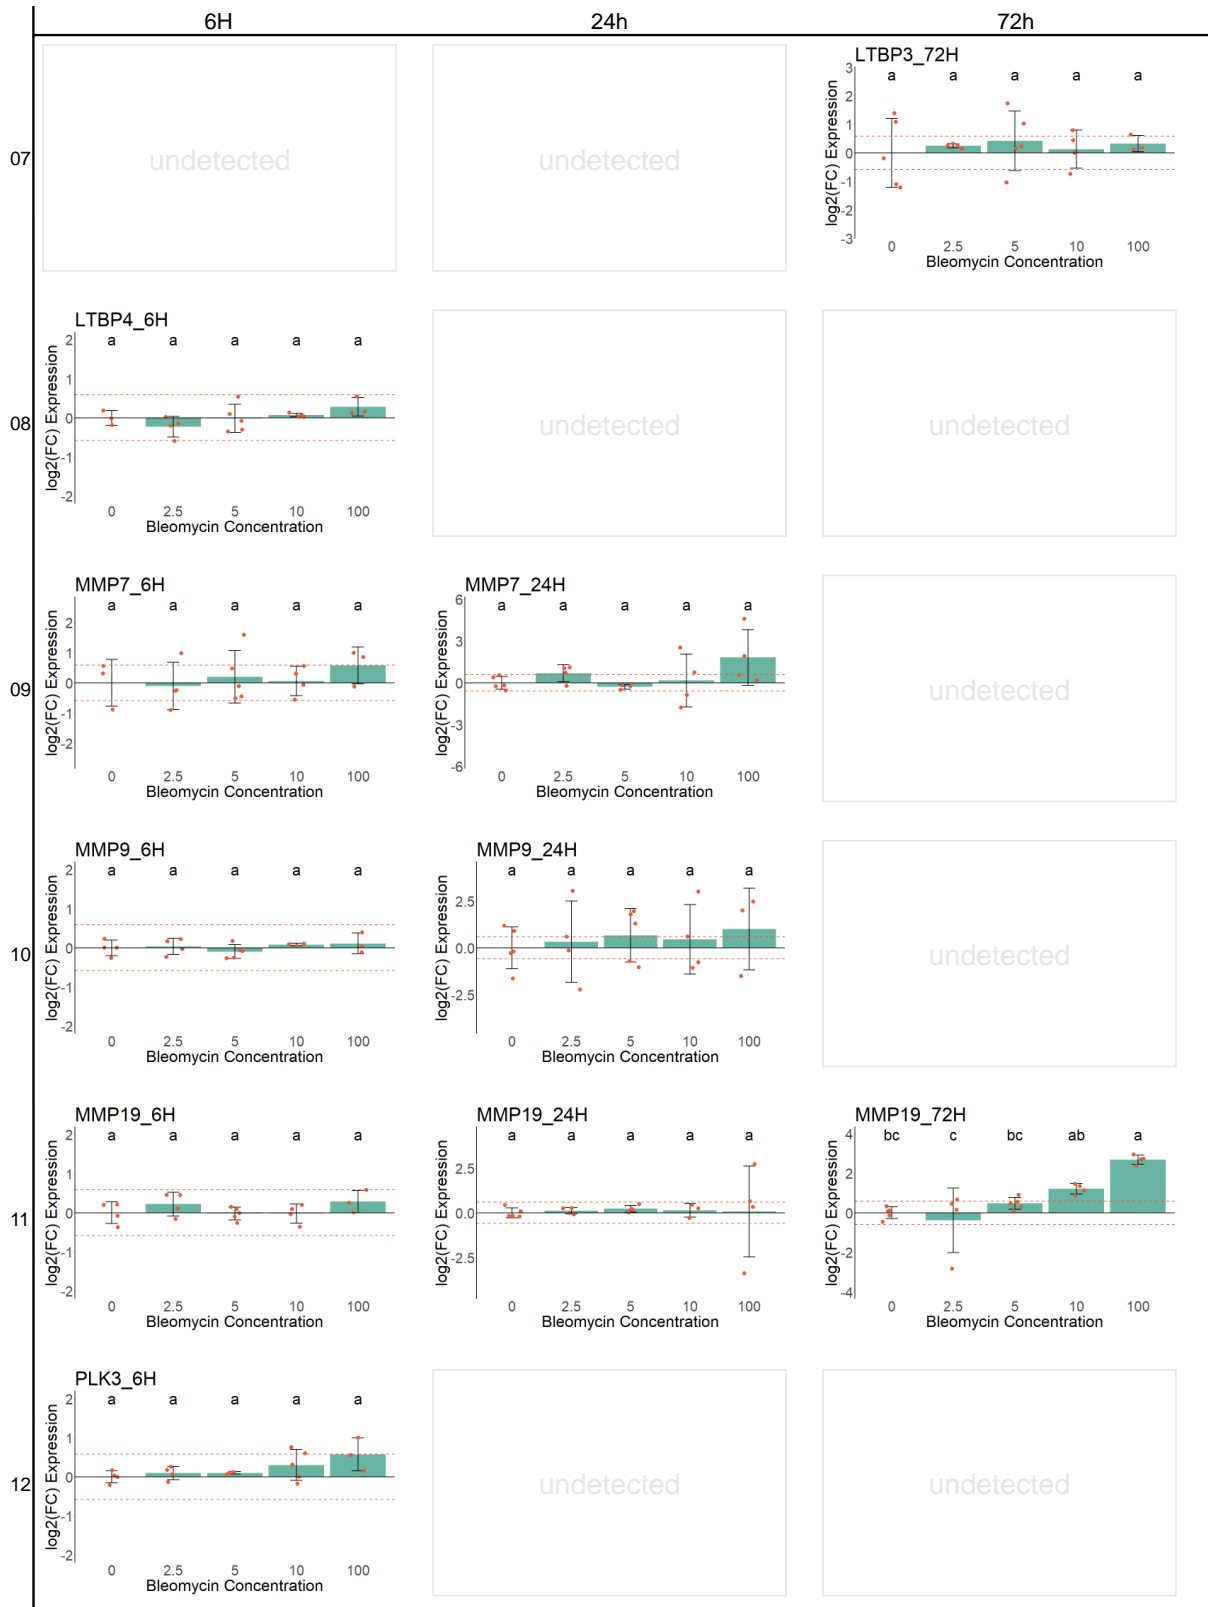 6H 24h 72h
07
undetected
undetected
LTBP3_72H
a a a a a
log2(FC) Expression
3
2
1
0
-1
-2
-3
0 2.5 5 10 100
Bleomycin Concentration
08
LTBP4_6H
a a a a a
log2(FC) Expression
2
1
0
-1
-2
0 2.5 5 10 100
Bleomycin Concentration
undetected
undetected
09
MMP7_6H
a a a a a
log2(FC) Expression
2
1
0
-1
-2
0 2.5 5 10 100
Bleomycin Concentration
MMP7_24H
a a a a a
log2(FC) Expression
6
3
0
-3
-6
0 2.5 5 10 100
Bleomycin Concentration
undetected
10
MMP9_6H
a a a a a
log2(FC) Expression
2
1
0
-1
-2
0 2.5 5 10 100
Bleomycin Concentration
MMP9_24H
a a a a a
log2(FC) Expression
2.5
0.0
-2.5
0 2.5 5 10 100
Bleomycin Concentration
undetected
11
MMP19_6H
a a a a a
log2(FC) Expression
2
1
0
-1
-2
0 2.5 5 10 100
Bleomycin Concentration
MMP19_24H
a a a a a
log2(FC) Expression
2.5
0.0
-2.5
0 2.5 5 10 100
Bleomycin Concentration
MMP19_72H
bc c bc ab a
log2(FC) Expression
4
2
0
-2
-4
0 2.5 5 10 100
Bleomycin Concentration
12
PLK3_6H
a a a a a
log2(FC) Expression
2
1
0
-1
-2
0 2.5 5 10 100
Bleomycin Concentration
undetected
undetected